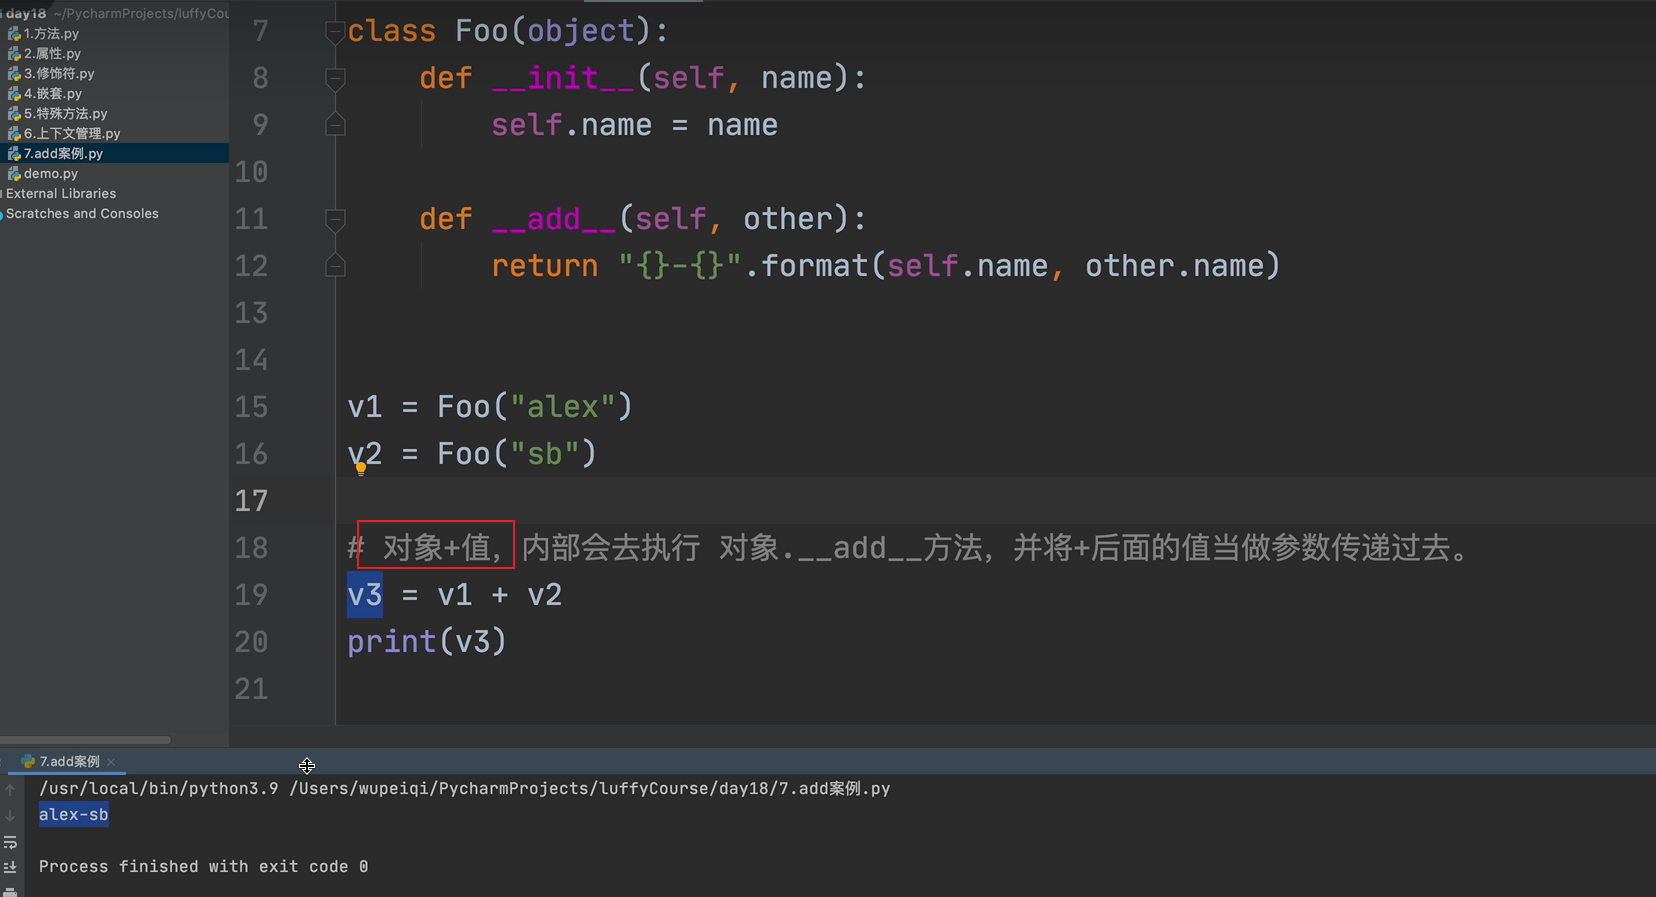 day18 ~/PycharmProjects/luffyCou
1.方法.py
2.属性.py
3.修饰符.py
4.嵌套.py
5.特殊方法.py
6.上下文管理.py
7.add案例.py
demo.py
External Libraries
Scratches and Consoles
7 class Foo(object):
8 def __init__(self, name):
9 self.name = name
10
11 def __add__(self, other):
12 return "{}-{}".format(self.name, other.name)
13
14
15 v1 = Foo("alex")
16 v2 = Foo("sb")
17
18 # 对象+值，内部会去执行 对象.__add__方法，并将+后面的值当做参数传递过去。
19 v3 = v1 + v2
20 print(v3)
21
7.add案例
/usr/local/bin/python3.9 /Users/wupeiqi/PycharmProjects/luffyCourse/day18/7.add案例.py
alex-sb
Process finished with exit code 0